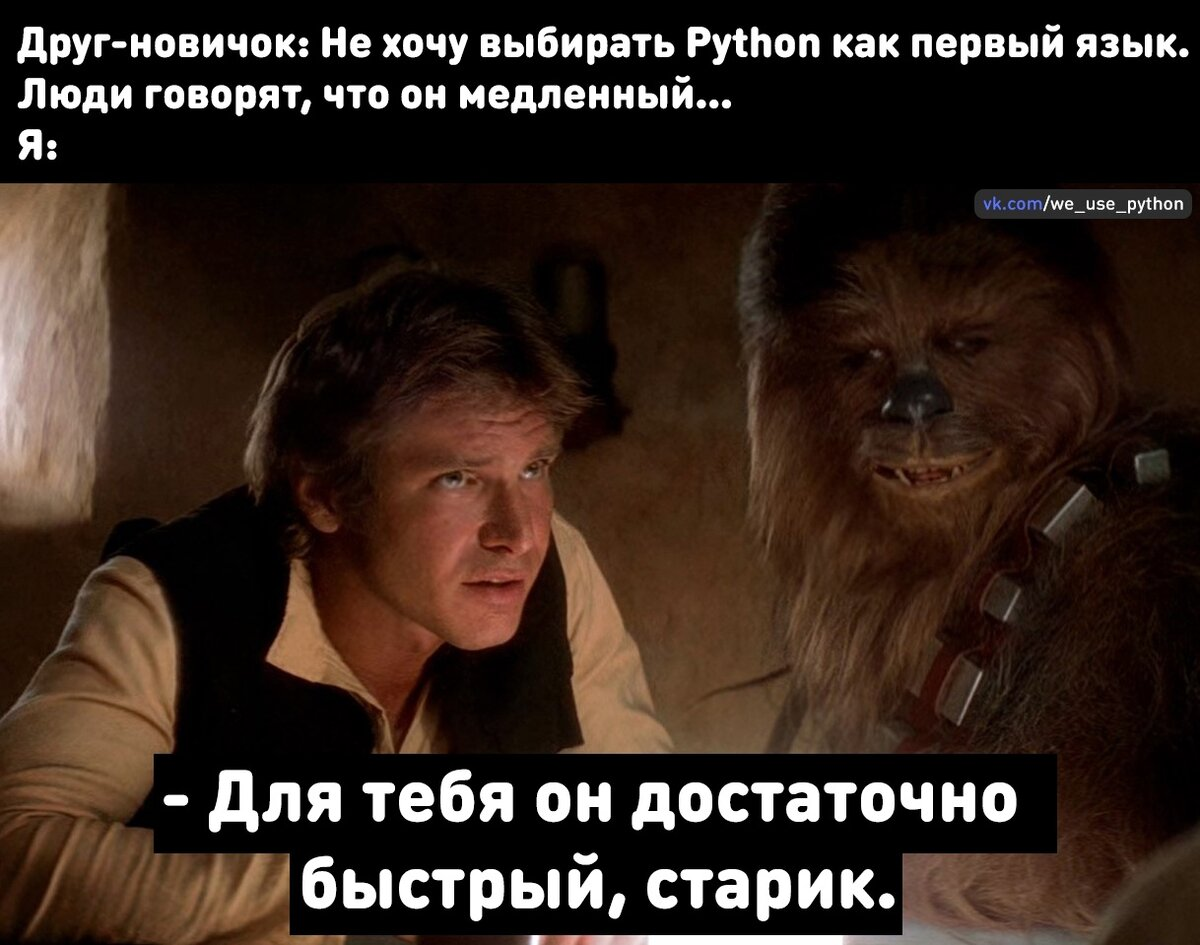 Друг-новичок: Не хочу выбирать Python как первый язык.
Люди говорят, что он медленный...
Я:
vk.com/we_use_python
- Для тебя он достаточно
быстрый, старик.